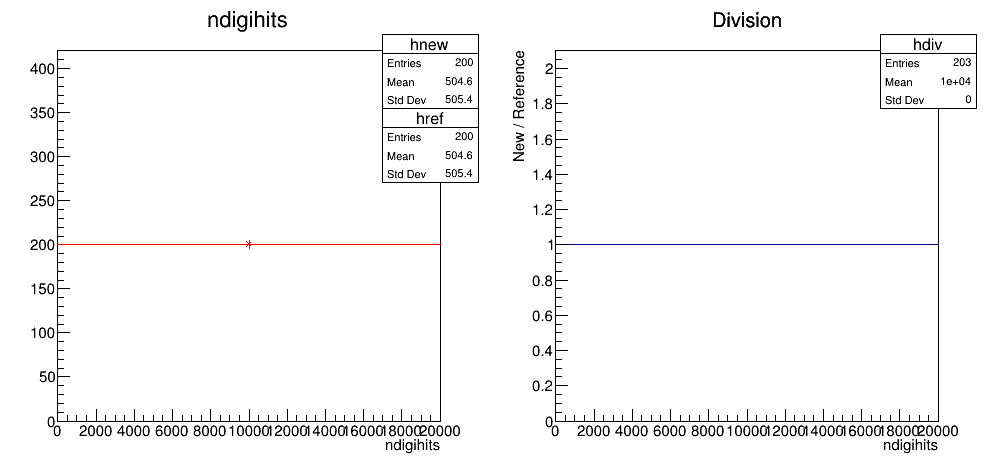 ndigihits
hnew
Entries 200
Mean 504.6
Std Dev 505.4
href
Entries 200
Mean 504.6
Std Dev 505.4
400
350
300
250
200
150
100
50
0
0 2000 4000 6000 8000 10000 12000 14000 16000 18000 20000
ndigihits
Division
hdiv
Entries 203
Mean 1e+04
Std Dev 0
New / Reference
2
1.8
1.6
1.4
1.2
1
0.8
0.6
0.4
0.2
0
0 2000 4000 6000 8000 10000 12000 14000 16000 18000 20000
ndigihits